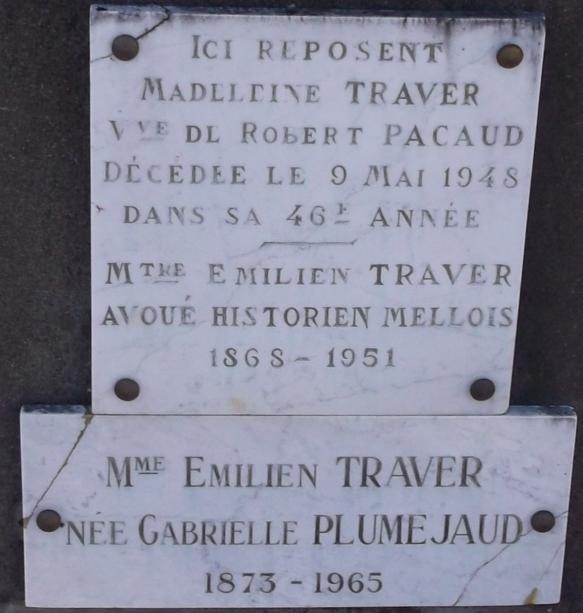 ICI REPOSENT
MADELEINE TRAVER
VVE DE ROBERT PACAUD
DÉCÉDÉE LE 9 MAI 1948
DANS SA 46E ANNÉE
MTRE EMILIEN TRAVER
AVOUÉ HISTORIEN MELLOIS
1868 - 1951
MME EMILIEN TRAVER
NÉE GABRIELLE PLUMEJAUD
1873 - 1965